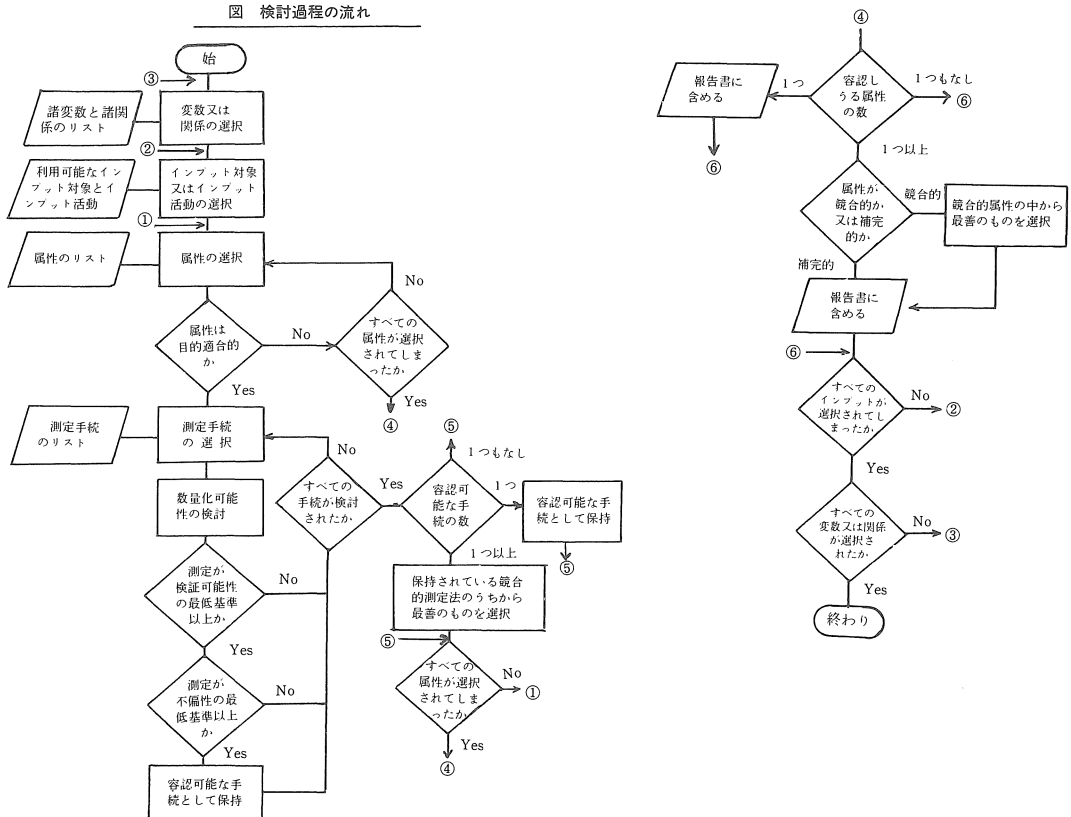 図 検討過程の流れ
始
③
諸変数と諸関
係のリスト
変数又は
関係の選択
②
利用可能なイン
プット対象とイ
ンプット活動
インプット対象
又はインプット
活動の選択
①
属性のリスト
属性の選択
属性は
目的適合的
か
No
Yes
すべての
属性が選択
されてしま
ったか
No
Yes
④
測定手続
のリスト
測定手続
の選択
数量化可能
性の検討
測定が
検証可能性
の最低基準
以上か
No
Yes
測定が
不偏性の最
低基準以上
か
No
Yes
容認可能な手
続として保持
すべての
手続が検討
されたか
No
Yes
⑤
1つもなし
容認可
能な手
続の数
1つ
容認可能な手
続として保持
⑤
1つ以上
保持されている競合
的測定法のうちから
最善のものを選択
⑤
すべての
属性が選択
されてしま
ったか
No
①
Yes
④
④
容認し
うる属性
の数
1つ
報告書に
含める
⑥
1つもなし
⑥
1つ以上
属性が
競合的か
又は補完
的か
競合的
競合的属性の中から
最善のものを選択
補完的
報告書に
含める
⑥
すべての
インプットが
選択されてし
まったか
No
②
Yes
すべての
変数又は関係
が選択さ
れたか
No
③
Yes
終わり